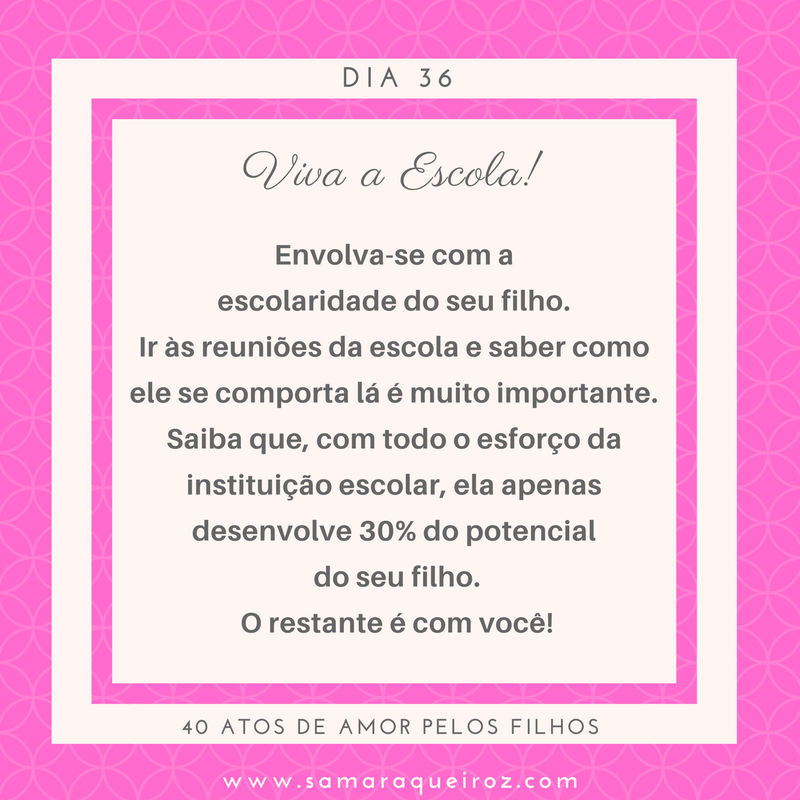 DIA 36
Viva a Escola!
Envolva-se com a
escolaridade do seu filho.
Ir às reuniões da escola e saber como
ele se comporta lá é muito importante.
Saiba que, com todo o esforço da
instituição escolar, ela apenas
desenvolve 30% do potencial
do seu filho.
O restante é com você!
40 ATOS DE AMOR PELOS FILHOS
www.samaraqueiroz.com